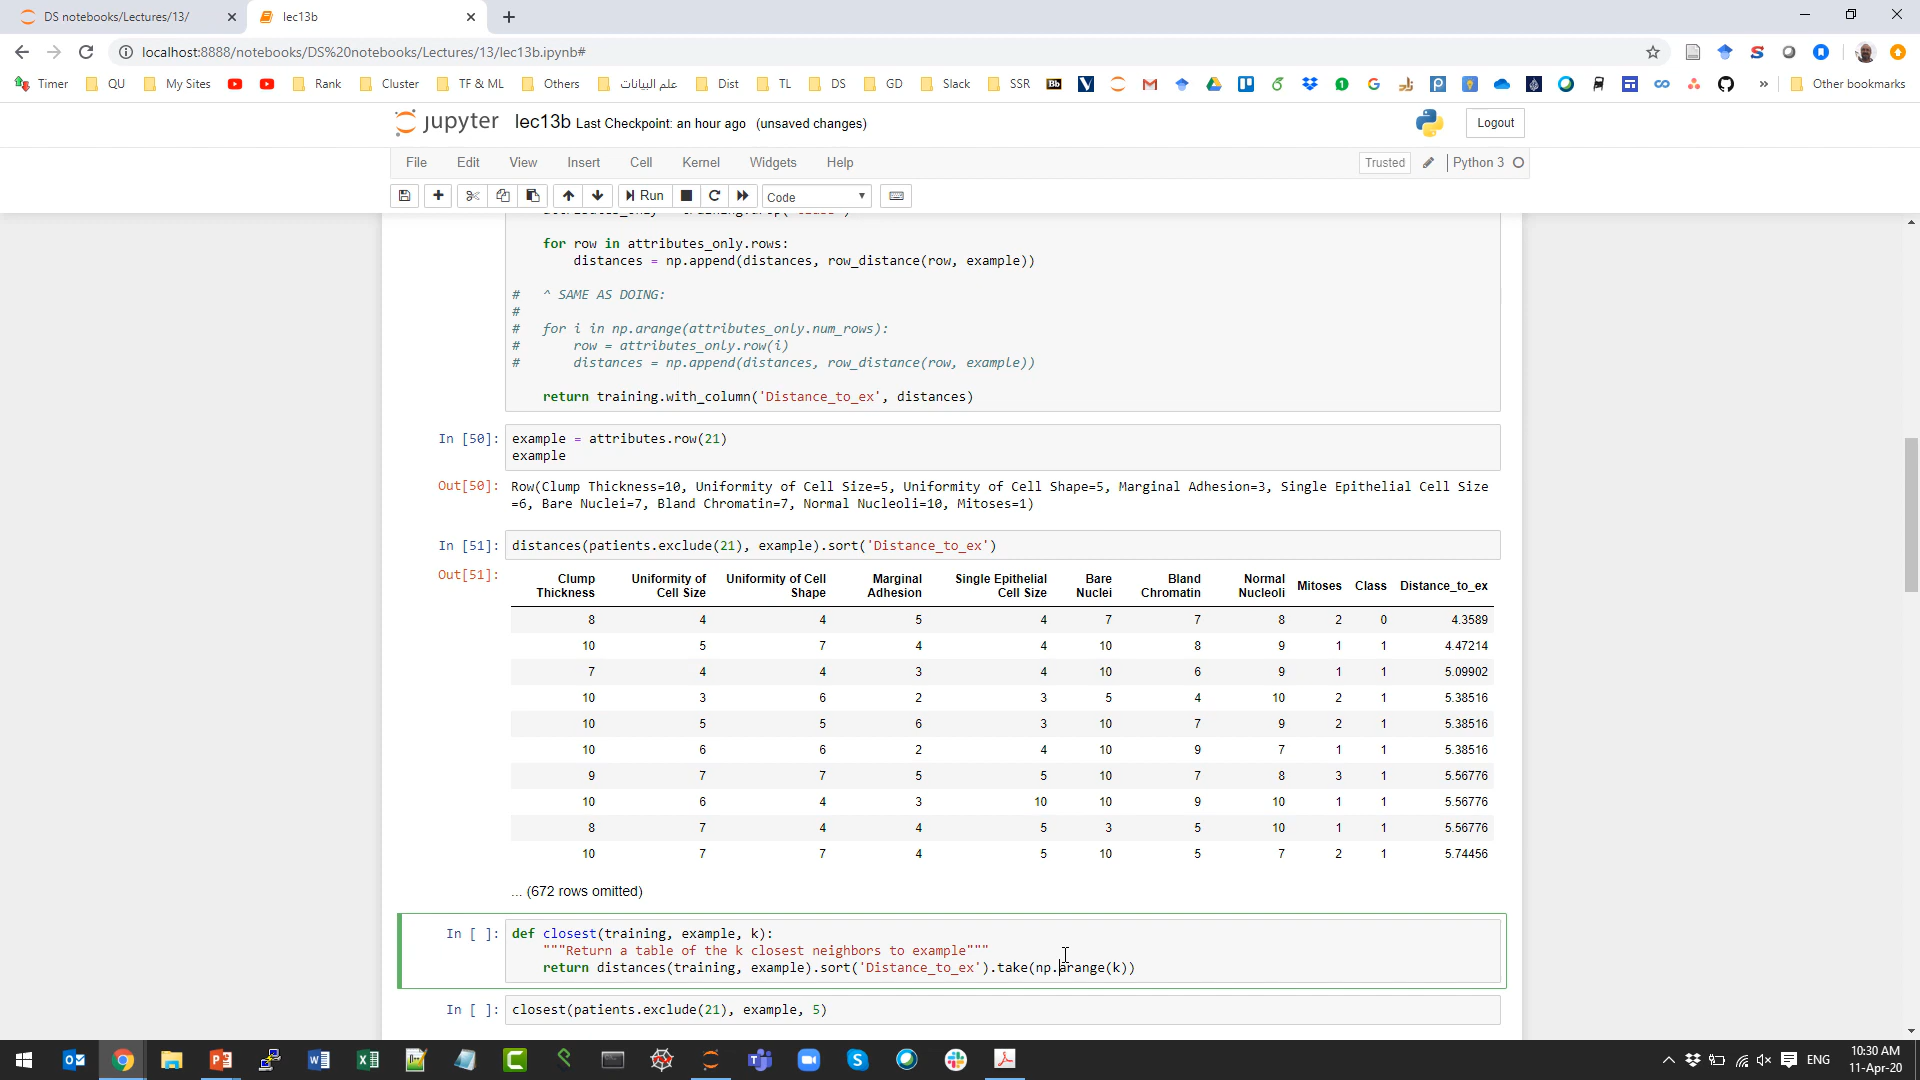 DS notebooks/Lectures/13/
lec13b
localhost:8888/notebooks/DS%20notebooks/Lectures/13/lec13b.ipynb#
Timer QU My Sites Rank Cluster TF & ML Others علم البيانات Dist TL DS GD Slack SSR Bb » Other bookmarks
jupyter lec13b Last Checkpoint: an hour ago (unsaved changes) Logout
File Edit View Insert Cell Kernel Widgets Help Trusted Python 3
Run Code
for row in attributes_only.rows:
distances = np.append(distances, row_distance(row, example))
# ^ SAME AS DOING:
#
# for i in np.arange(attributes_only.num_rows):
# row = attributes_only.row(i)
# distances = np.append(distances, row_distance(row, example))
return training.with_column('Distance_to_ex', distances)
In [50]: example = attributes.row(21)
example
Out[50]: Row(Clump Thickness=10, Uniformity of Cell Size=5, Uniformity of Cell Shape=5, Marginal Adhesion=3, Single Epithelial Cell Size
=6, Bare Nuclei=7, Bland Chromatin=7, Normal Nucleoli=10, Mitoses=1)
In [51]: distances(patients.exclude(21), example).sort('Distance_to_ex')
Out[51]:
Clump Thickness Uniformity of Cell Size Uniformity of Cell Shape Marginal Adhesion Single Epithelial Cell Size Bare Nuclei Bland Chromatin Normal Nucleoli Mitoses Class Distance_to_ex
8 4 4 5 4 7 7 8 2 0 4.3589
10 5 7 4 4 10 8 9 1 1 4.47214
7 4 4 3 4 10 6 9 1 1 5.09902
10 3 6 2 3 5 4 10 2 1 5.38516
10 5 5 6 3 10 7 9 2 1 5.38516
10 6 6 2 4 10 9 7 1 1 5.38516
9 7 7 5 5 10 7 8 3 1 5.56776
10 6 4 3 10 10 9 10 1 1 5.56776
8 7 4 4 5 3 5 10 1 1 5.56776
10 7 7 4 5 10 5 7 2 1 5.74456
... (672 rows omitted)
In [ ]: def closest(training, example, k):
"""Return a table of the k closest neighbors to example"""
return distances(training, example).sort('Distance_to_ex').take(np.arange(k))
In [ ]: closest(patients.exclude(21), example, 5)
ENG
10:30 AM
11-Apr-20